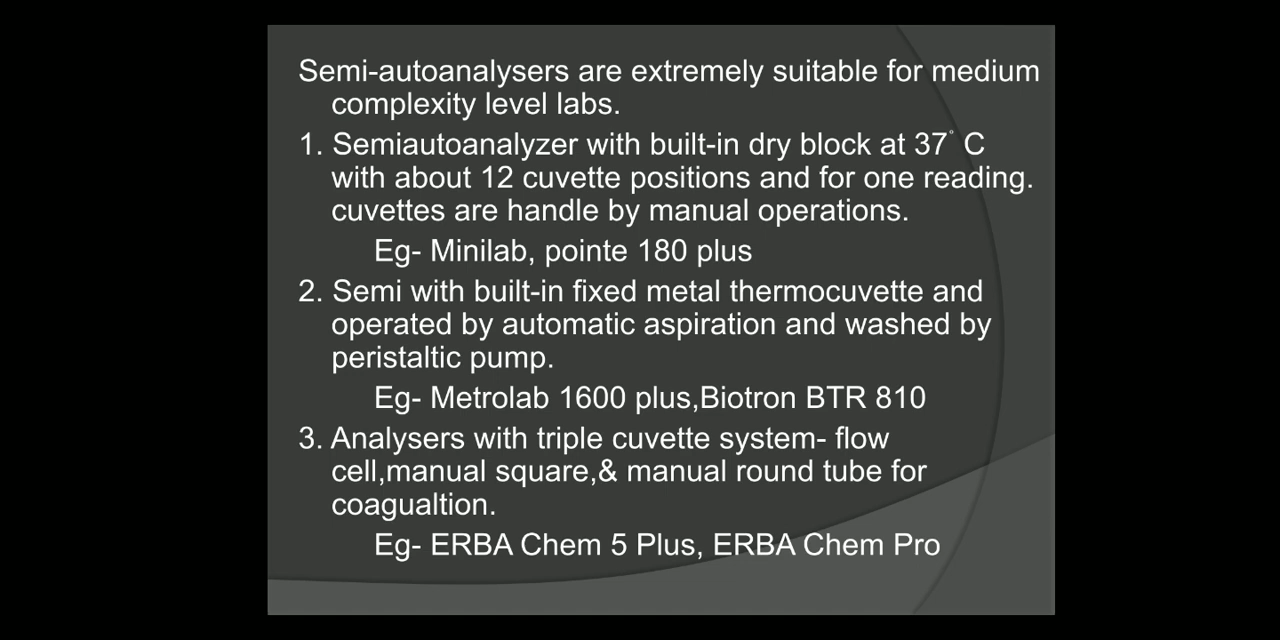 Semi-autoanalysers are extremely suitable for medium
complexity level labs.
1. Semiautoanalyzer with built-in dry block at 37° C
with about 12 cuvette positions and for one reading.
cuvettes are handle by manual operations.
Eg- Minilab, pointe 180 plus
2. Semi with built-in fixed metal thermocuvette and
operated by automatic aspiration and washed by
peristaltic pump.
Eg- Metrolab 1600 plus,Biotron BTR 810
3. Analysers with triple cuvette system- flow
cell,manual square,& manual round tube for
coagualtion.
Eg- ERBA Chem 5 Plus, ERBA Chem Pro